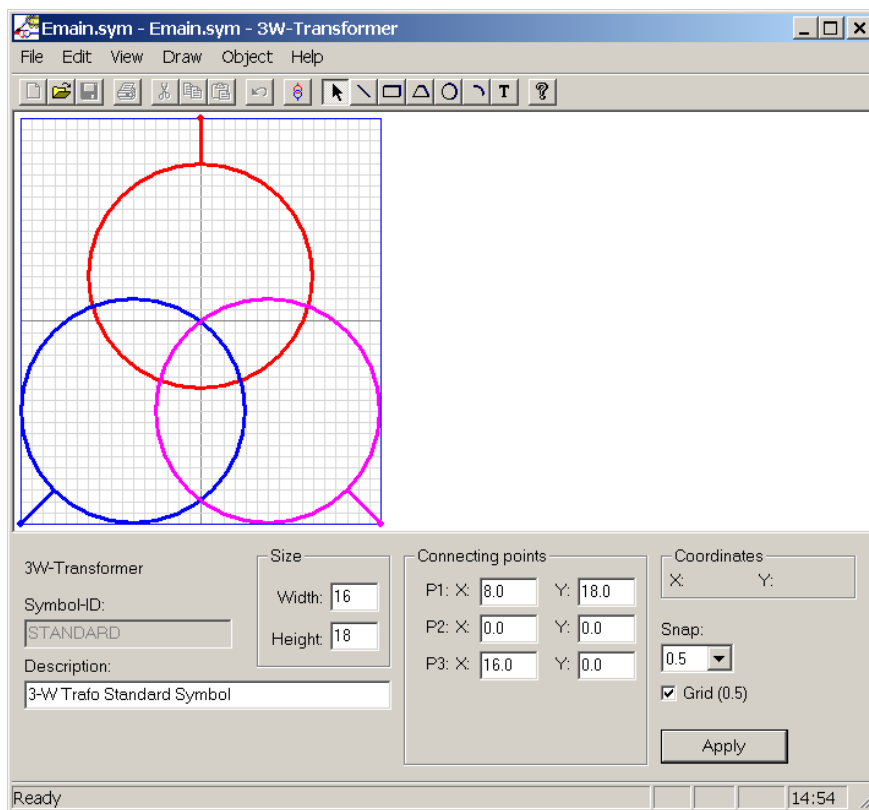 Emain.sym - Emain.sym - 3W-Transformer
File Edit View Draw Object Help
T ?
3W-Transformer
Symbol-ID:
STANDARD
Description:
3-W Trafo Standard Symbol
Size
Width: 16
Height: 18
Connecting points
P1: X: 8.0 Y: 18.0
P2: X: 0.0 Y: 0.0
P3: X: 16.0 Y: 0.0
Coordinates
X: Y:
Snap:
0.5
Grid (0.5)
Apply
Ready 14:54